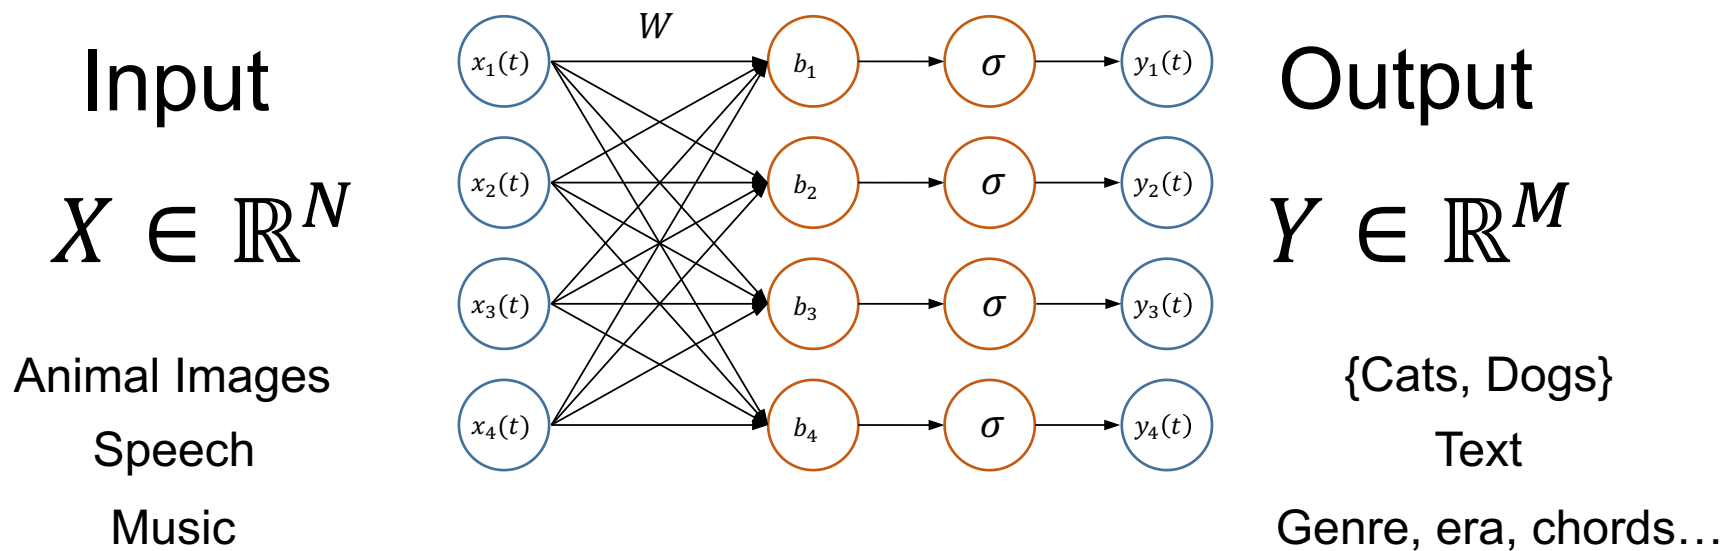 Input
X ∈ ℝ^N
Animal Images
Speech
Music
W
x₁(t) b₁ σ y₁(t)
x₂(t) b₂ σ y₂(t)
x₃(t) b₃ σ y₃(t)
x₄(t) b₄ σ y₄(t)
Output
Y ∈ ℝ^M
{Cats, Dogs}
Text
Genre, era, chords…